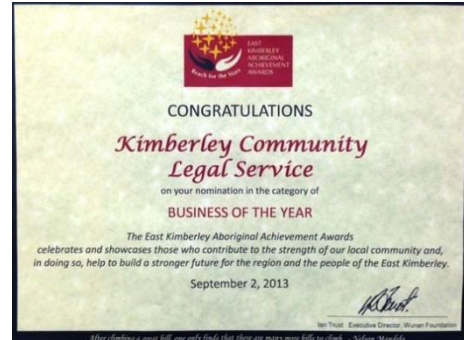 EAST
KIMBERLEY
ABORIGINAL
ACHIEVEMENT
AWARDS
Reach for the Stars
CONGRATULATIONS
Kimberley Community
Legal Service
on your nomination in the category of
BUSINESS OF THE YEAR
The East Kimberley Aboriginal Achievement Awards
celebrates and showcases those who contribute to the strength of our local community and,
in doing so, help to build a stronger future for the region and the people of the East Kimberley.
September 2, 2013
Ian Trust Executive Director, Wunan Foundation
After climbing a great hill, one only finds that there are many more hills to climb. - Nelson Mandela